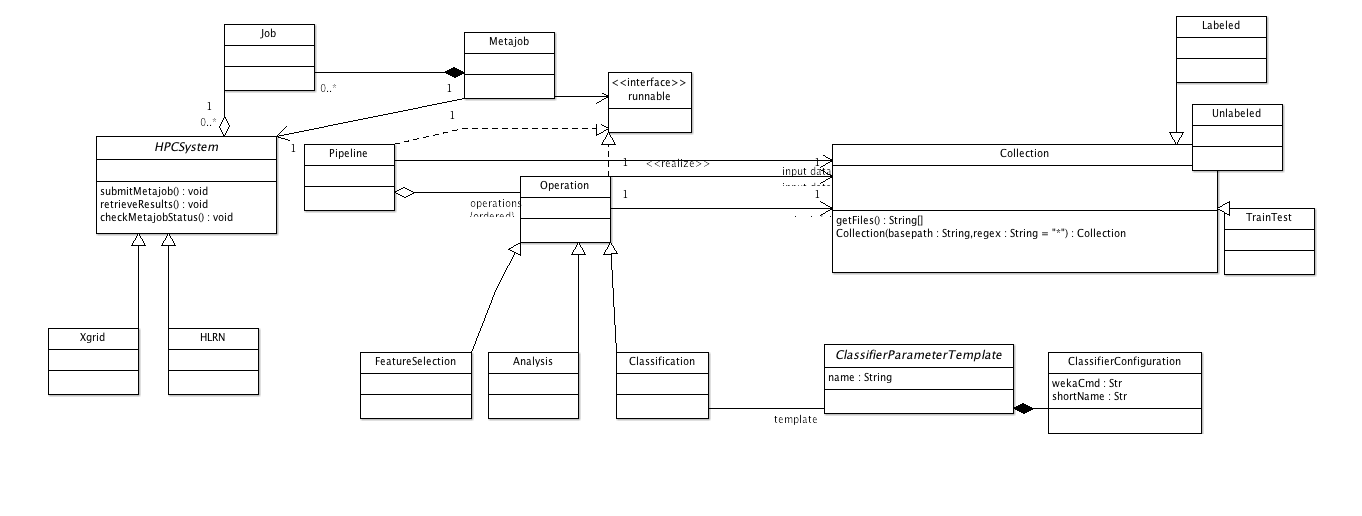 Labeled
Job
Metajob
<<interface>>
runnable
0..*
1
1
0..*
1
Unlabeled
HPCSystem
1
Pipeline
Collection
1
<<realize>>
1
input data
Operation
submitMetajob() : void
retrieveResults() : void
checkMetajobStatus() : void
operations
{ordered}
1
1
TrainTest
getFiles() : String[]
Collection(basepath : String,regex : String = "*") : Collection
Xgrid
HLRN
FeatureSelection
Analysis
Classification
ClassifierParameterTemplate
name : String
ClassifierConfiguration
wekaCmd : Str
shortName : Str
template